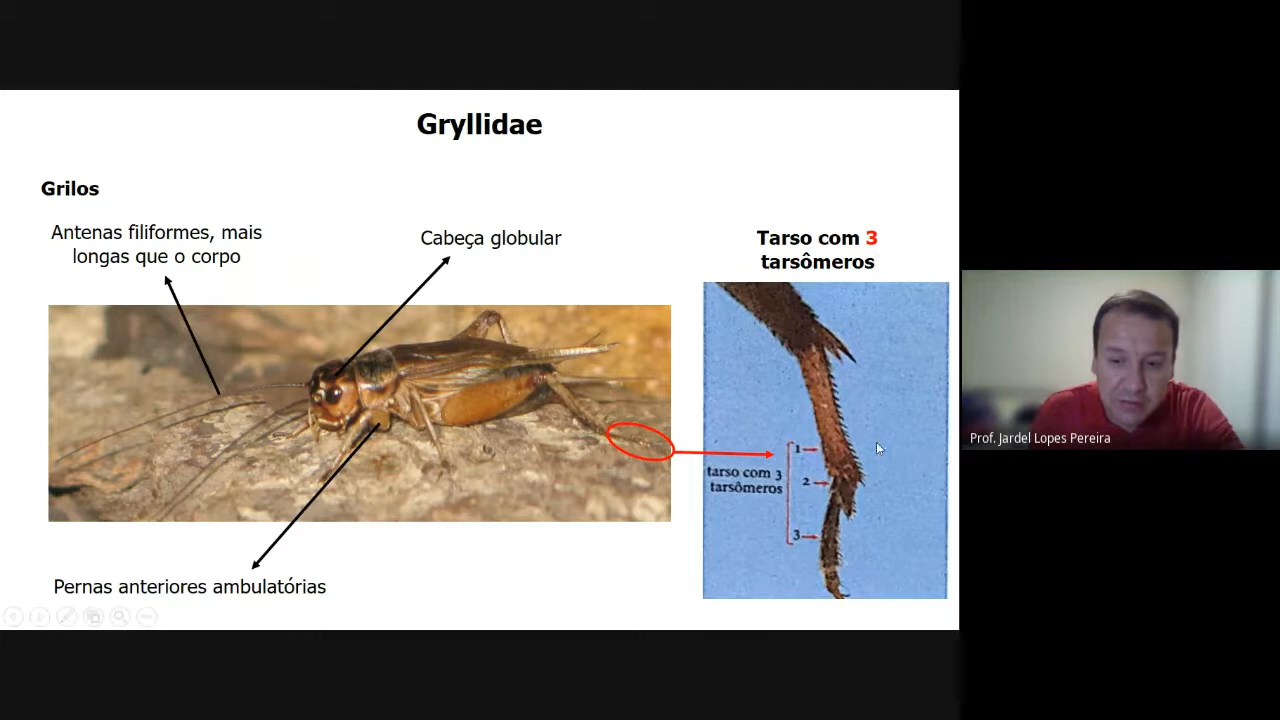 Gryllidae
Grilos
Antenas filiformes, mais
longas que o corpo
Cabeça globular
Tarso com 3
tarsômeros
1
2
tarso com 3
tarsômeros
3
Pernas anteriores ambulatórias
Prof. Jardel Lopes Pereira